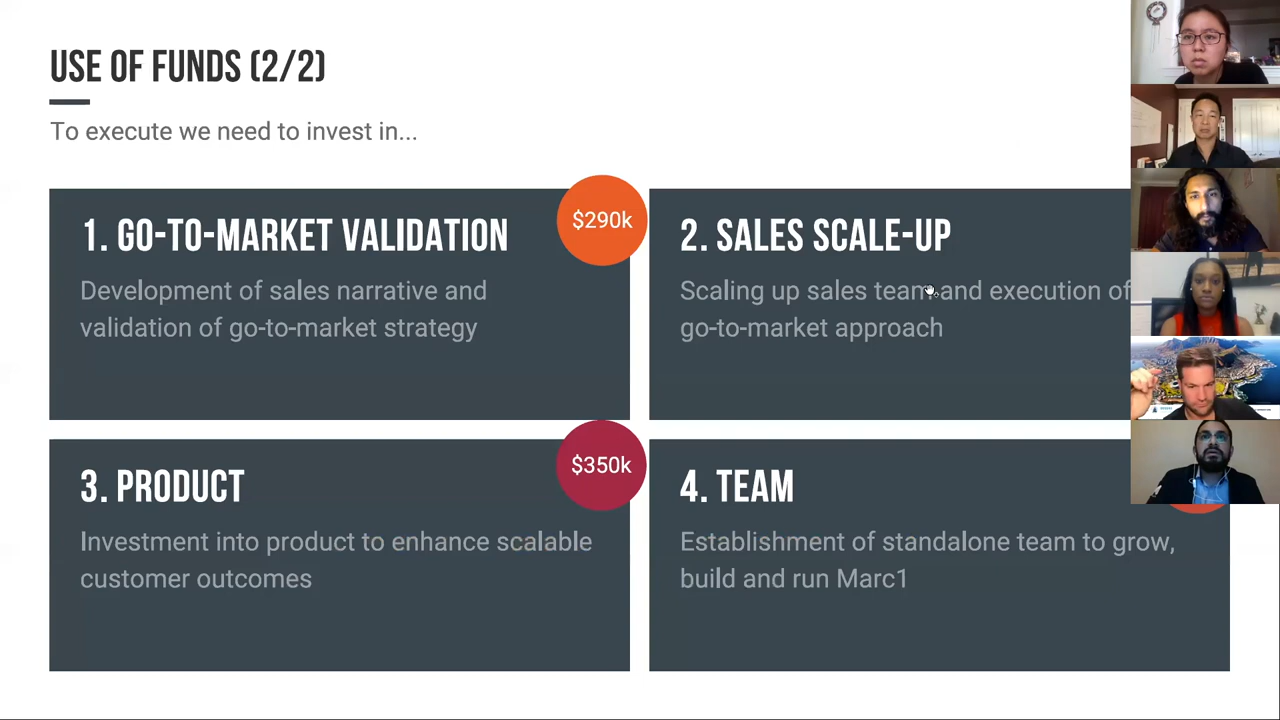 USE OF FUNDS (2/2)
To execute we need to invest in...
1. GO-TO-MARKET VALIDATION
$290k
Development of sales narrative and
validation of go-to-market strategy
2. SALES SCALE-UP
Scaling up sales team and execution of
go-to-market approach
3. PRODUCT
$350k
Investment into product to enhance scalable
customer outcomes
4. TEAM
Establishment of standalone team to grow,
build and run Marc1